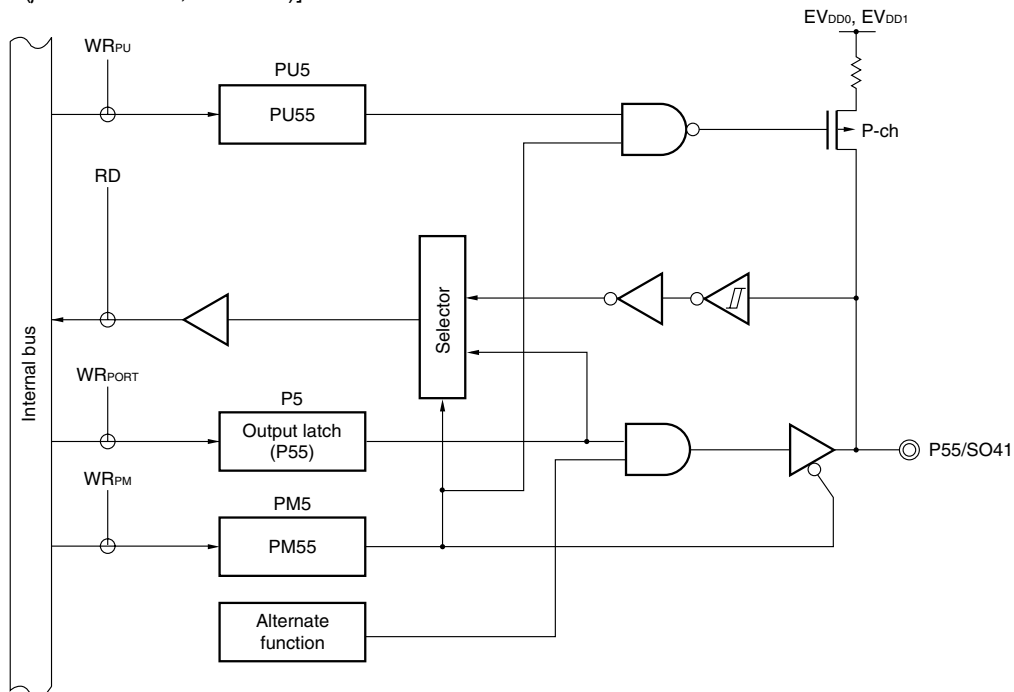 EVDD0, EVDD1
WRPU
PU5
PU55
P-ch
RD
Selector
Internal bus
WRPORT
P5
Output latch
(P55)
P55/SO41
WRPM
PM5
PM55
Alternate
function